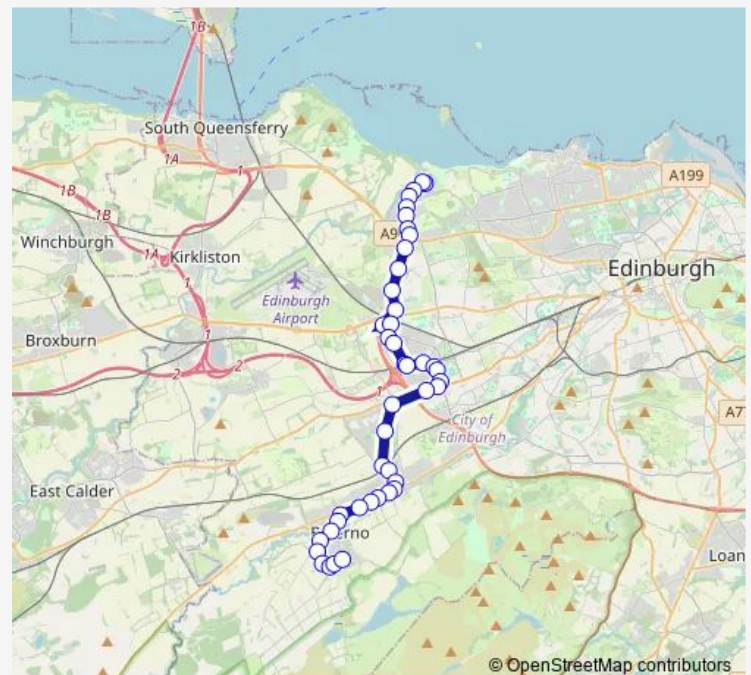 1B
South Queensferry
1A
1
A199
1B
1B
Winchburgh
1A
Kirkliston
A9
1
Edinburgh
Edinburgh
Airport
Broxburn
1
2
2
1
City of
Edinburgh
A7
East Calder
Loan
© OpenStreetMap contributors